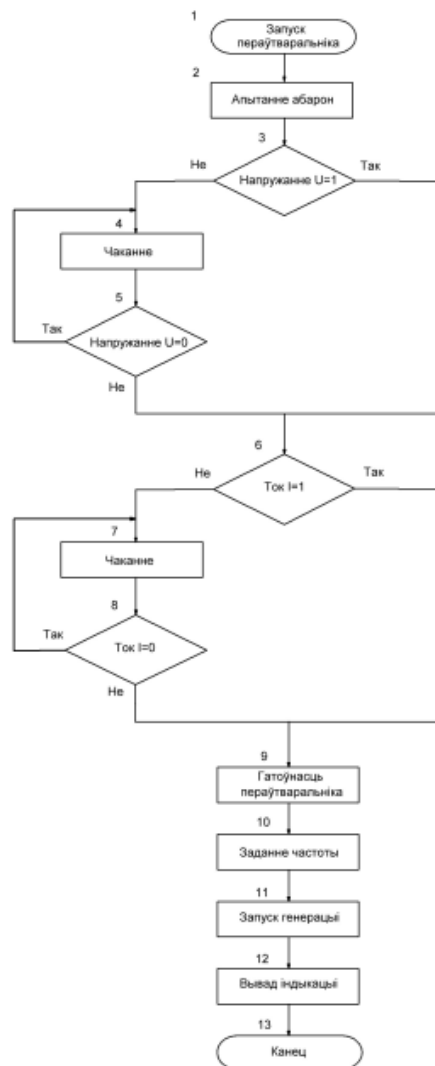 1
Запуск
пераўтваральніка
2
Апытанне абарон
3
Не
Напружанне U=1
Так
4
Чаканне
5
Так
Напружанне U=0
Не
6
Не
Ток I=1
Так
7
Чаканне
8
Так
Ток I=0
Не
9
Гатоўнасць
пераўтваральніка
10
Заданне частоты
11
Запуск генерацыі
12
Вывад індыкацыі
13
Канец